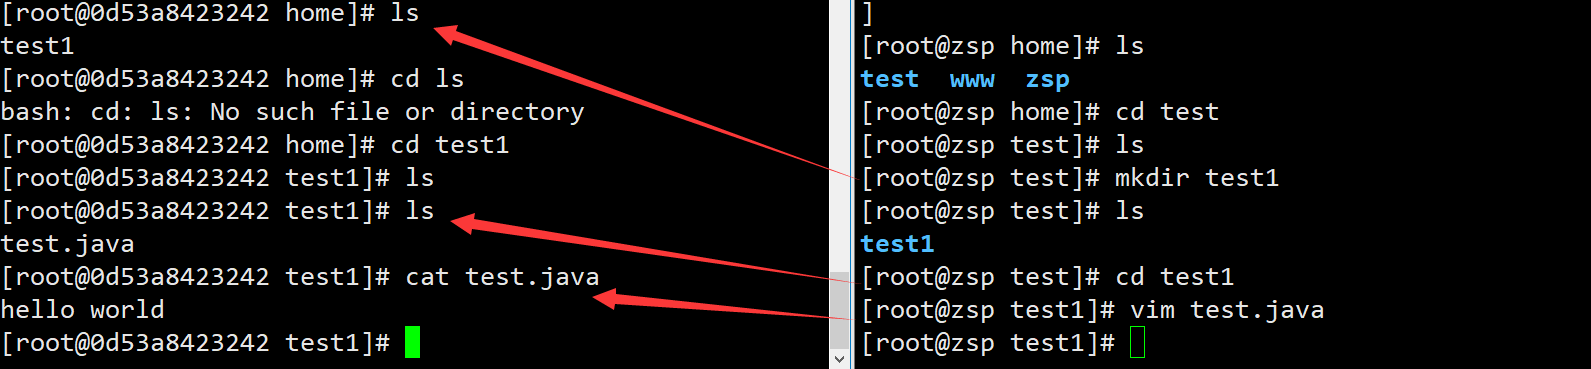 [root@0d53a8423242 home]# ls
test1
[root@0d53a8423242 home]# cd ls
bash: cd: ls: No such file or directory
[root@0d53a8423242 home]# cd test1
[root@0d53a8423242 test1]# ls
[root@0d53a8423242 test1]# ls
test.java
[root@0d53a8423242 test1]# cat test.java
hello world
[root@0d53a8423242 test1]#
]
[root@zsp home]# ls
test  www  zsp
[root@zsp home]# cd test
[root@zsp test]# ls
[root@zsp test]# mkdir test1
[root@zsp test]# ls
test1
[root@zsp test]# cd test1
[root@zsp test1]# vim test.java
[root@zsp test1]#